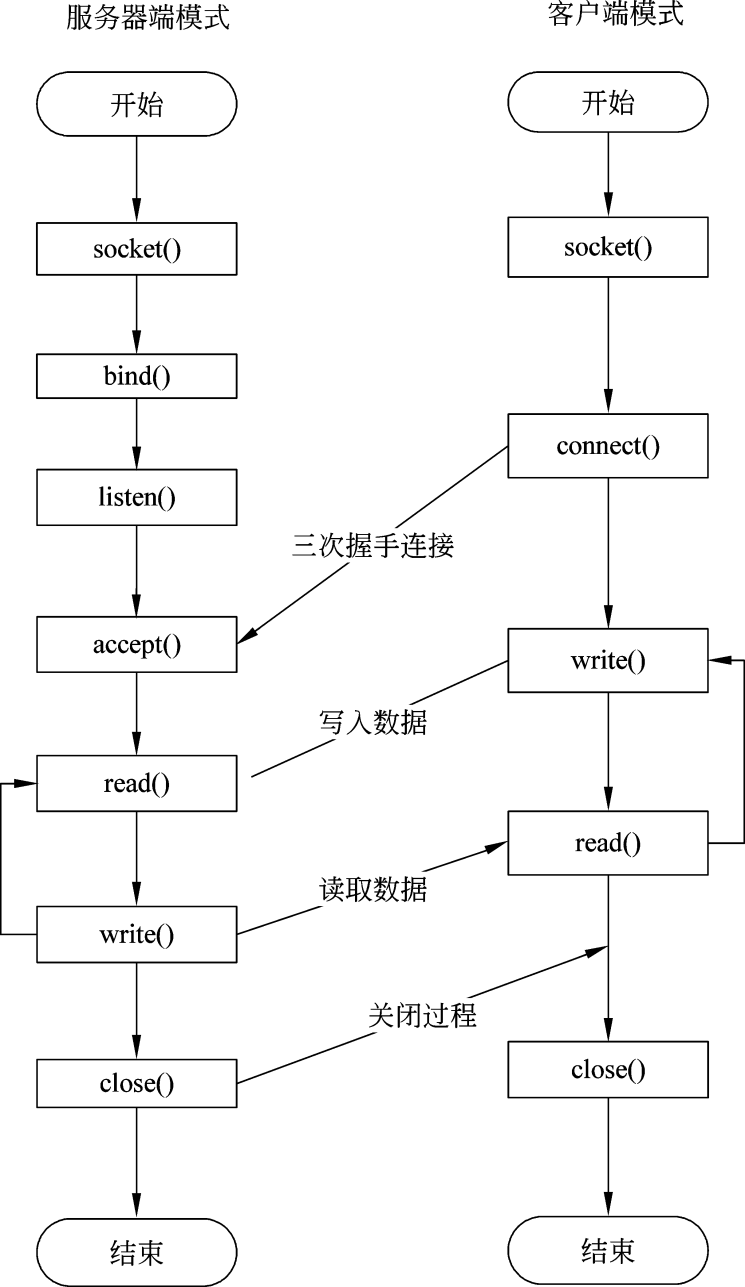 服务器端模式
开始
socket()
bind()
listen()
accept()
read()
write()
close()
结束
客户端模式
开始
socket()
connect()
write()
read()
close()
结束
三次握手连接
写入数据
读取数据
关闭过程